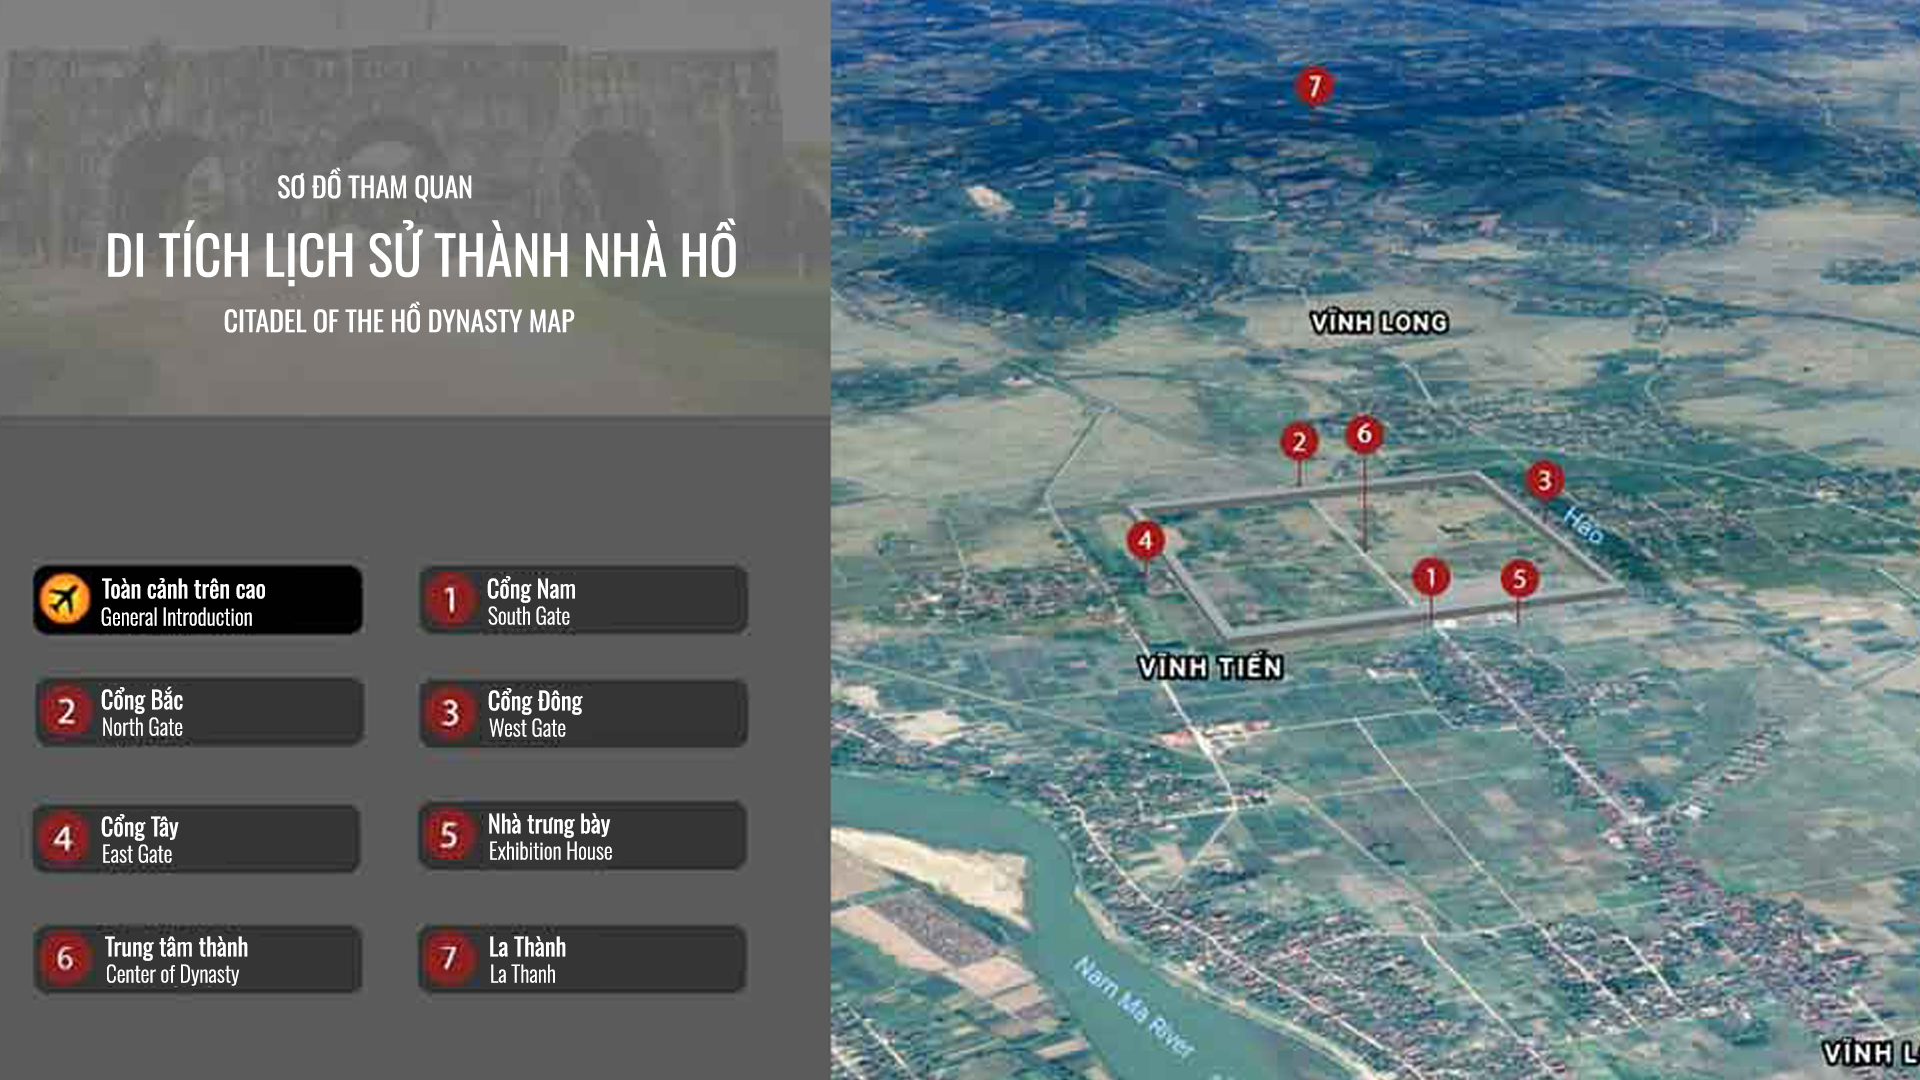 SƠ ĐỒ THAM QUAN
DI TÍCH LỊCH SỬ THÀNH NHÀ HỒ
CITADEL OF THE HỒ DYNASTY MAP
Toàn cảnh trên cao
General Introduction
1
Cổng Nam
South Gate
2
Cổng Bắc
North Gate
3
Cổng Đông
West Gate
4
Cổng Tây
East Gate
5
Nhà trưng bày
Exhibition House
6
Trung tâm thành
Center of Dynasty
7
La Thành
La Thanh
7
VĨNH LONG
2
6
3
Hao
4
1
5
VĨNH TIẾN
Nam Ma River
VĨNH L